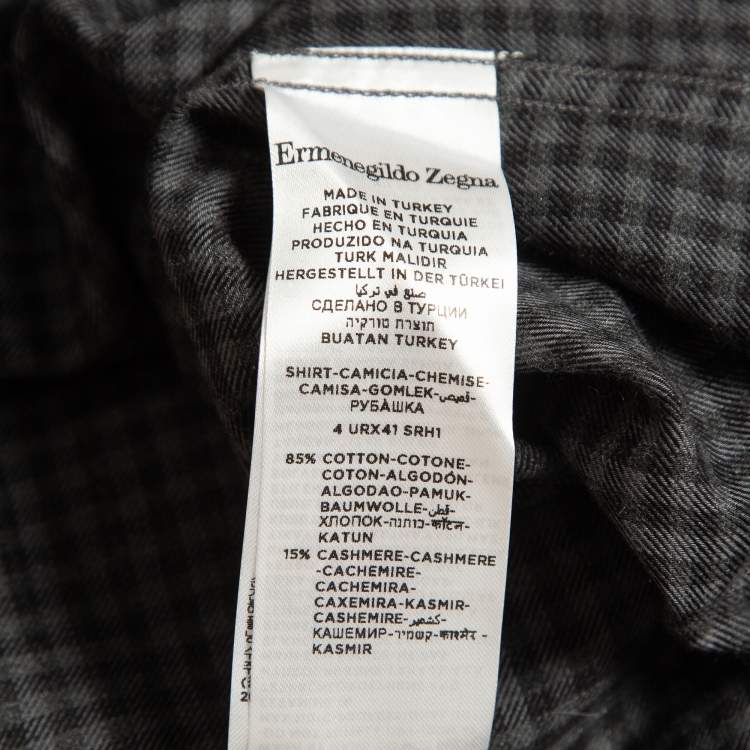 Ermenegildo Zegna
MADE IN TURKEY
FABRIQUE EN TURQUIE
HECHO EN TURQUIA
PRODUZIDO NA TURQUIA
TURK MALIDIR
HERGESTELLT IN DER TÜRKEI
صنع في تركيا
СДЕЛАНО В ТУРЦИИ
תוצרת טורקיה
BUATAN TURKEY
SHIRT-CAMICIA-CHEMISE-
CAMISA-GOMLEK-قميص-
РУБÀШКА
4 URX41 SRH1
85% COTTON-COTONE-
COTON-ALGODÓN-
ALGODAO-PAMUK-
BAUMWOLLE-قطن-
ХЛОПОК-כותנה-कॉटन-
KATUN
15% CASHMERE-CASHMERE
-CACHEMIRE-
CACHEMIRA-
CAXEMIRA-KASMIR-
CASHEMIRE-كشمير-
КАШЕМИР-קשמיר-काश्मेर-
KASMIR